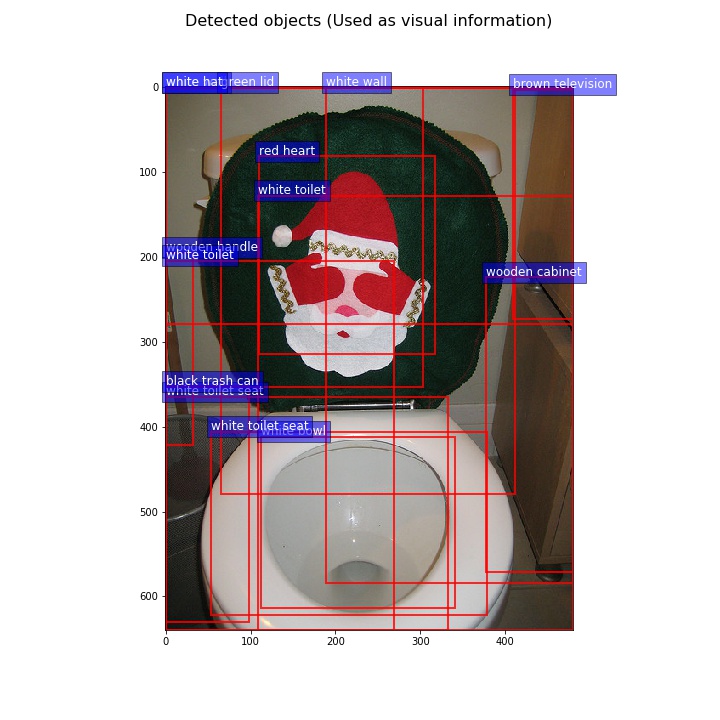 Detected objects (Used as visual information)
white hat green lid white wall brown television
0
red heart
100
white toilet
wooden handle
200
white toilet
wooden cabinet
300
black trash can
white toilet seat
400
white toilet seat
white bowl
500
600
0 100 200 300 400